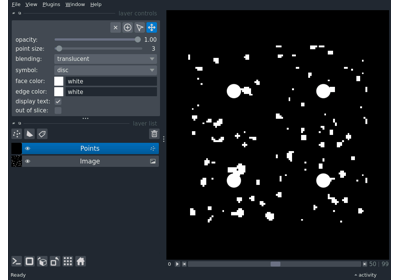 File View Plugins Window Help
layer controls
opacity: 1.00
point size: 3
blending: translucent
symbol: disc
face color: white
edge color: white
display text:
out of slice:
layer list
Points
Image
50 99
Ready
activity